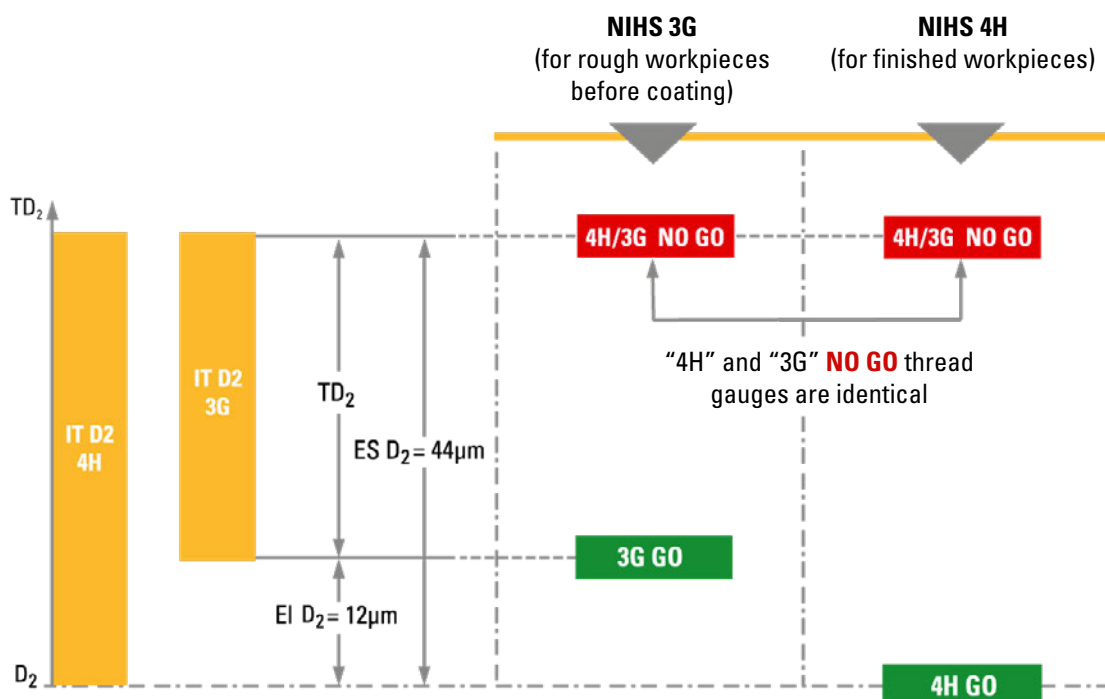 NIHS 3G
(for rough workpieces
before coating)
NIHS 4H
(for finished workpieces)
TD2
4H/3G NO GO
4H/3G NO GO
"4H" and "3G" NO GO thread
gauges are identical
IT D2
3G
TD2
IT D2
4H
ES D2 = 44µm
3G GO
EI D2 = 12µm
D2
4H GO